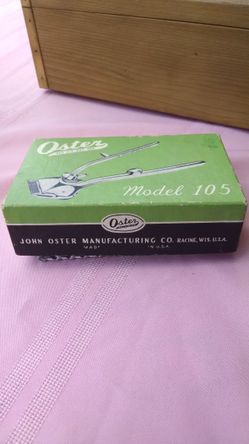 Oster
Model 105
Oster
JOHN OSTER MANUFACTURING CO. RACINE, WIS. U.S.A.
MADE IN U.S.A.